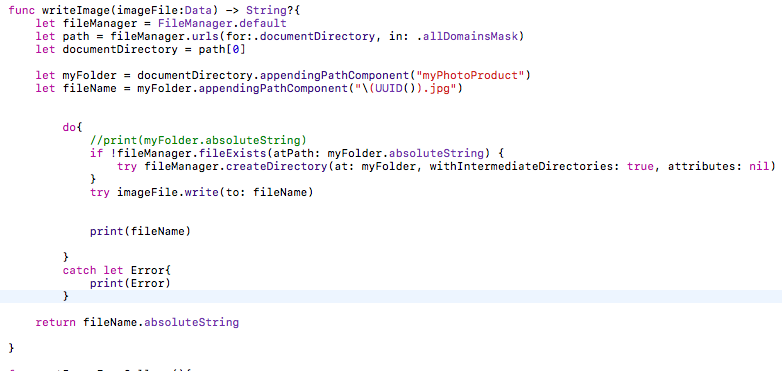 func writeImage(imageFile:Data) -> String?{
let fileManager = FileManager.default
let path = fileManager.urls(for:.documentDirectory, in: .allDomainsMask)
let documentDirectory = path[0]
let myFolder = documentDirectory.appendingPathComponent("myPhotoProduct")
let fileName = myFolder.appendingPathComponent("\(UUID()).jpg")
do{
//print(myFolder.absoluteString)
if !fileManager.fileExists(atPath: myFolder.absoluteString) {
try fileManager.createDirectory(at: myFolder, withIntermediateDirectories: true, attributes: nil)
}
try imageFile.write(to: fileName)
print(fileName)
}
catch let Error{
print(Error)
}
return fileName.absoluteString
}